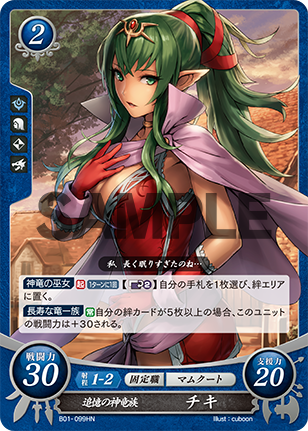 2
SAMPLE
私、長く眠りすぎたのね…
神竜の巫女 起 1ターンに1回 【 2】自分の手札を1枚選び、絆エリア
に置く。
長寿な竜一族 常 自分の絆カードが5枚以上の場合、このユニ
ットの戦闘力は+30される。
戦闘力
30
射程 1-2 固定職 マムクート
支援力
20
追憶の神竜族 チキ
B01-099HN
Illust : cuboon